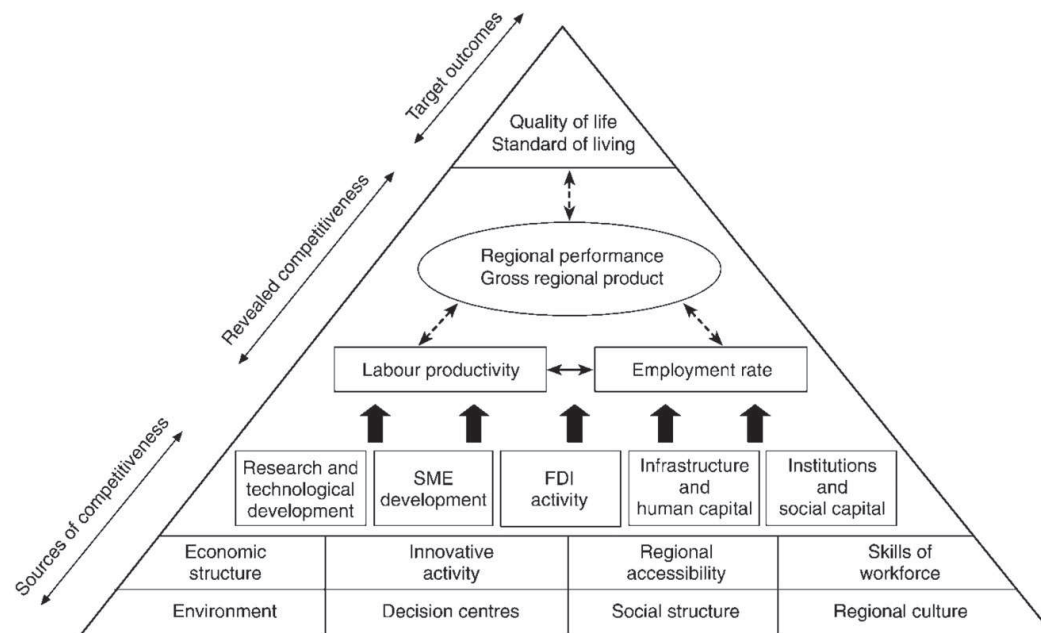 Target outcomes
Quality of life
Standard of living
Revealed competitiveness
Regional performance
Gross regional product
Labour productivity
Employment rate
Sources of competitiveness
Research and
technological
development
SME
development
FDI
activity
Infrastructure
and
human capital
Institutions
and
social capital
Economic
structure
Innovative
activity
Regional
accessibility
Skills of
workforce
Environment
Decision centres
Social structure
Regional culture